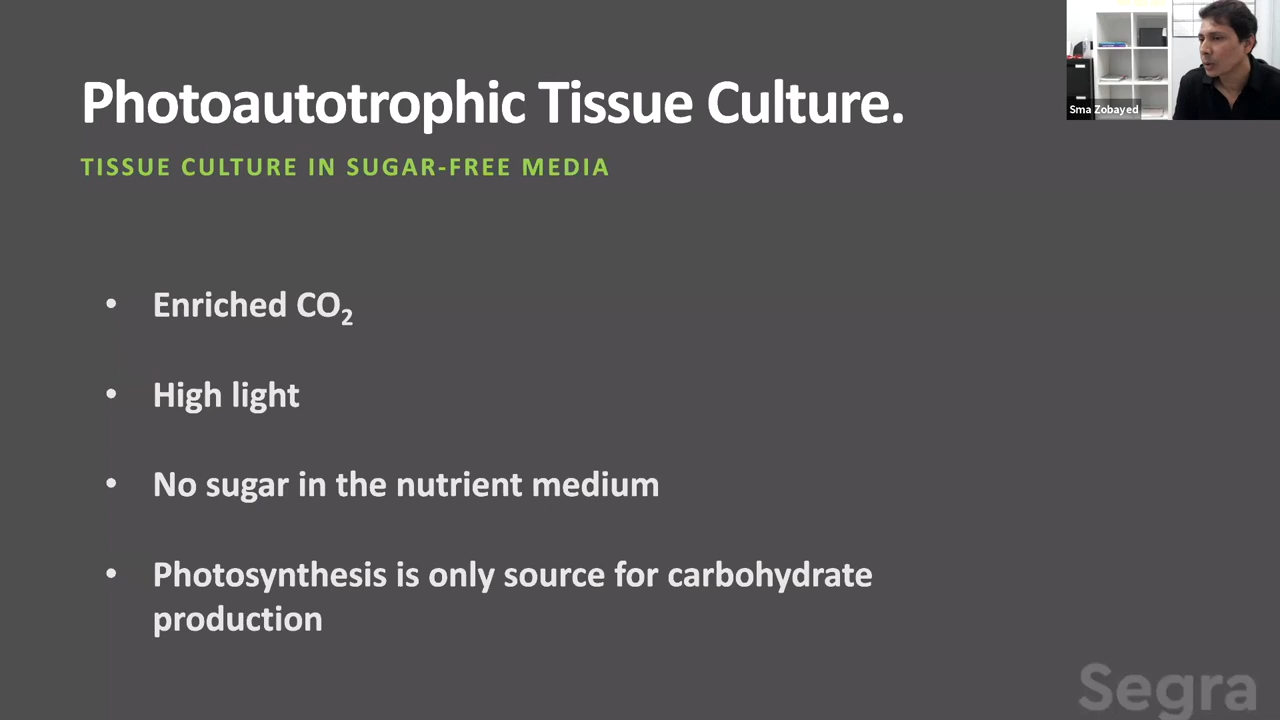 Photoautotrophic Tissue Culture.
TISSUE CULTURE IN SUGAR-FREE MEDIA
• Enriched CO₂
• High light
• No sugar in the nutrient medium
• Photosynthesis is only source for carbohydrate
production
Sma Zobayed
Segra